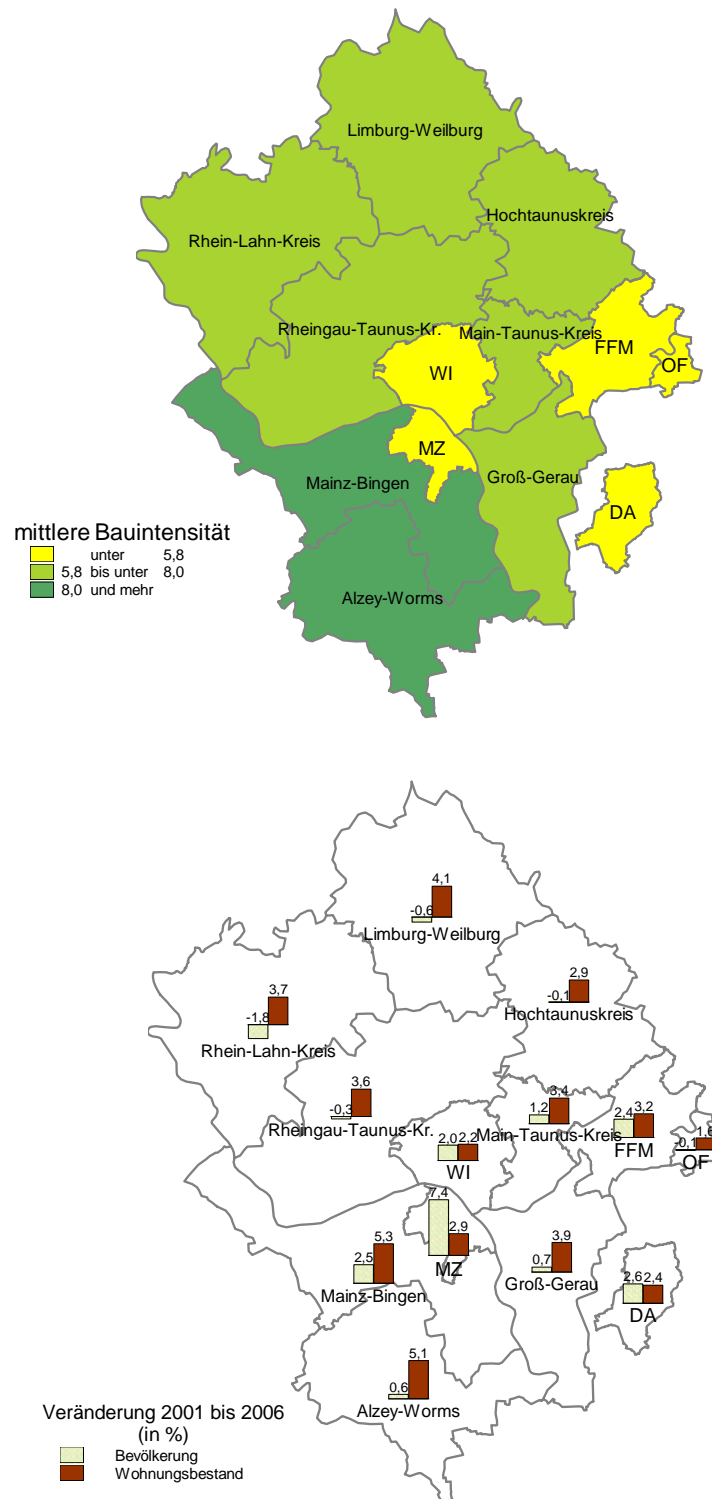 Limburg-Weilburg
Hochtaunuskreis
Rhein-Lahn-Kreis
Rheingau-Taunus-Kr.
Main-Taunus-Kreis
FFM
OF
WI
MZ
Groß-Gerau
Mainz-Bingen
DA
mittlere Bauintensität
unter 5,8
5,8 bis unter 8,0
8,0 und mehr
Alzey-Worms
4,1
-0,6
Limburg-Weilburg
2,9
-0,1
Hochtaunuskreis
3,7
-1,8
Rhein-Lahn-Kreis
3,6
-0,3
Rheingau-Taunus-Kr.
3,4
1,2
Main-Taunus-Kreis
2,4 3,2
FFM
1,6
-0,1
OF
2,0 2,2
WI
7,4
2,9
MZ
5,3
2,5
Mainz-Bingen
3,9
0,7
Groß-Gerau
2,6 2,4
DA
5,1
0,6
Alzey-Worms
Veränderung 2001 bis 2006
(in %)
Bevölkerung
Wohnungsbestand